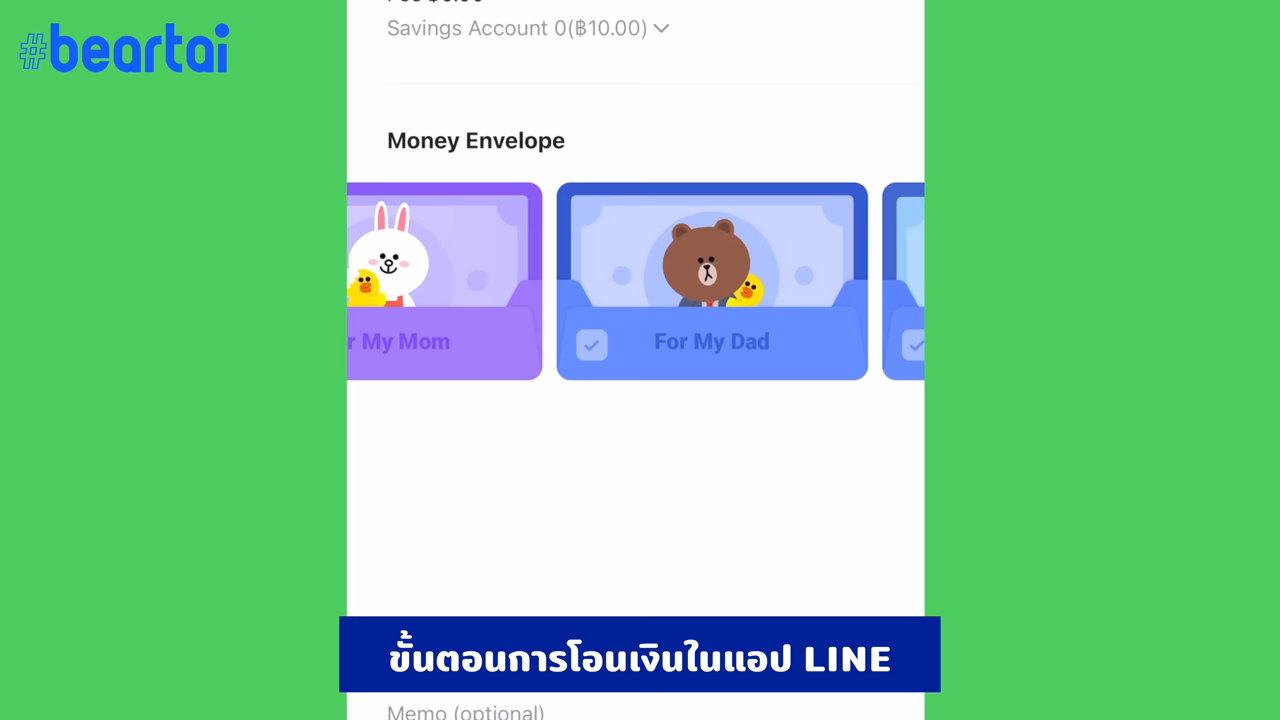 #beartai
Savings Account 0(฿10.00)
Money Envelope
My Mom
For My Dad
ขั้นตอนการโอนเงินในแอป LINE
Memo (optional)